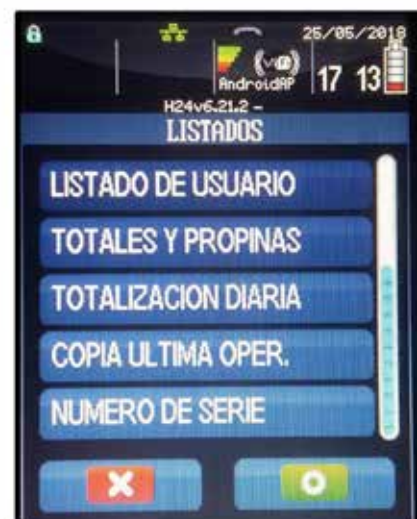 25/05/2018
AndroidAP
17 13
H24v6.21.2 -
LISTADOS
LISTADO DE USUARIO
TOTALES Y PROPINAS
TOTALIZACION DIARIA
COPIA ULTIMA OPER.
NUMERO DE SERIE